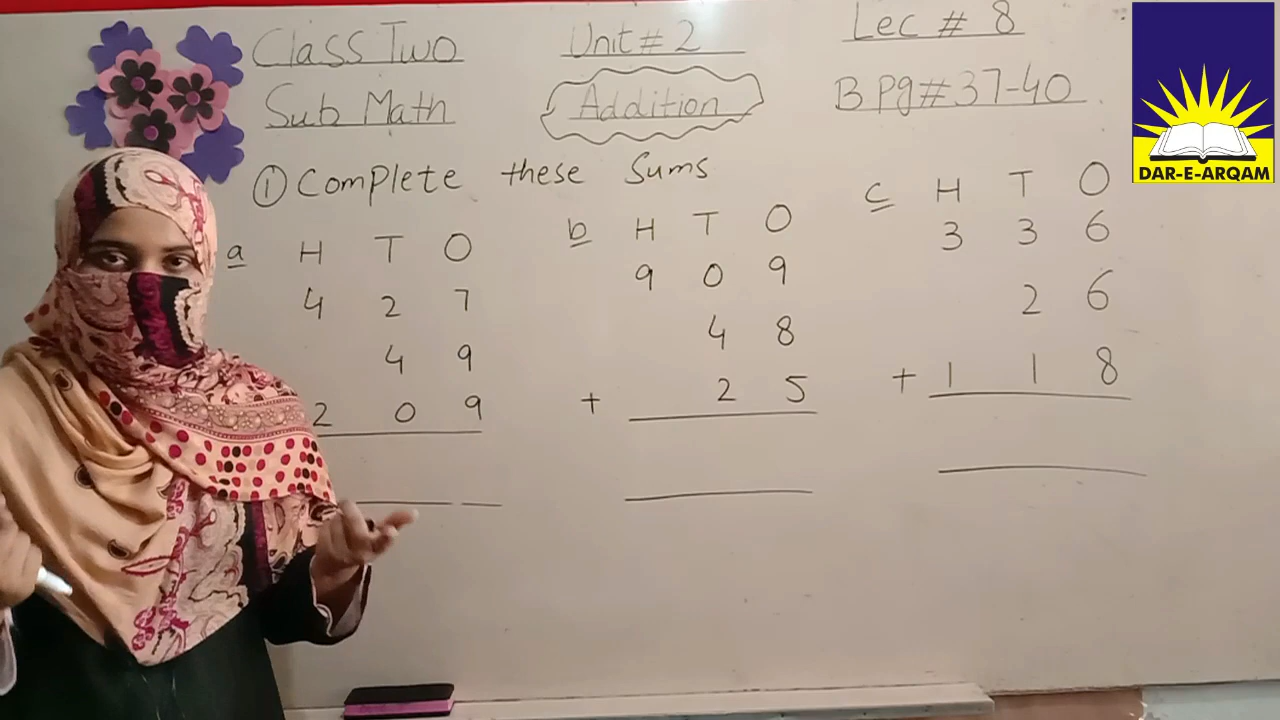 Class Two Unit # 2 Lec # 8
Sub Math Addition B Pg # 37-40
DAR-E-ARQAM
① Complete these Sums
a H T O
4 2 7
4 9
2 0 9
b H T O
9 0 9
4 8
+ 2 5
c H T O
3 3 6
2 6
+ 1 1 8